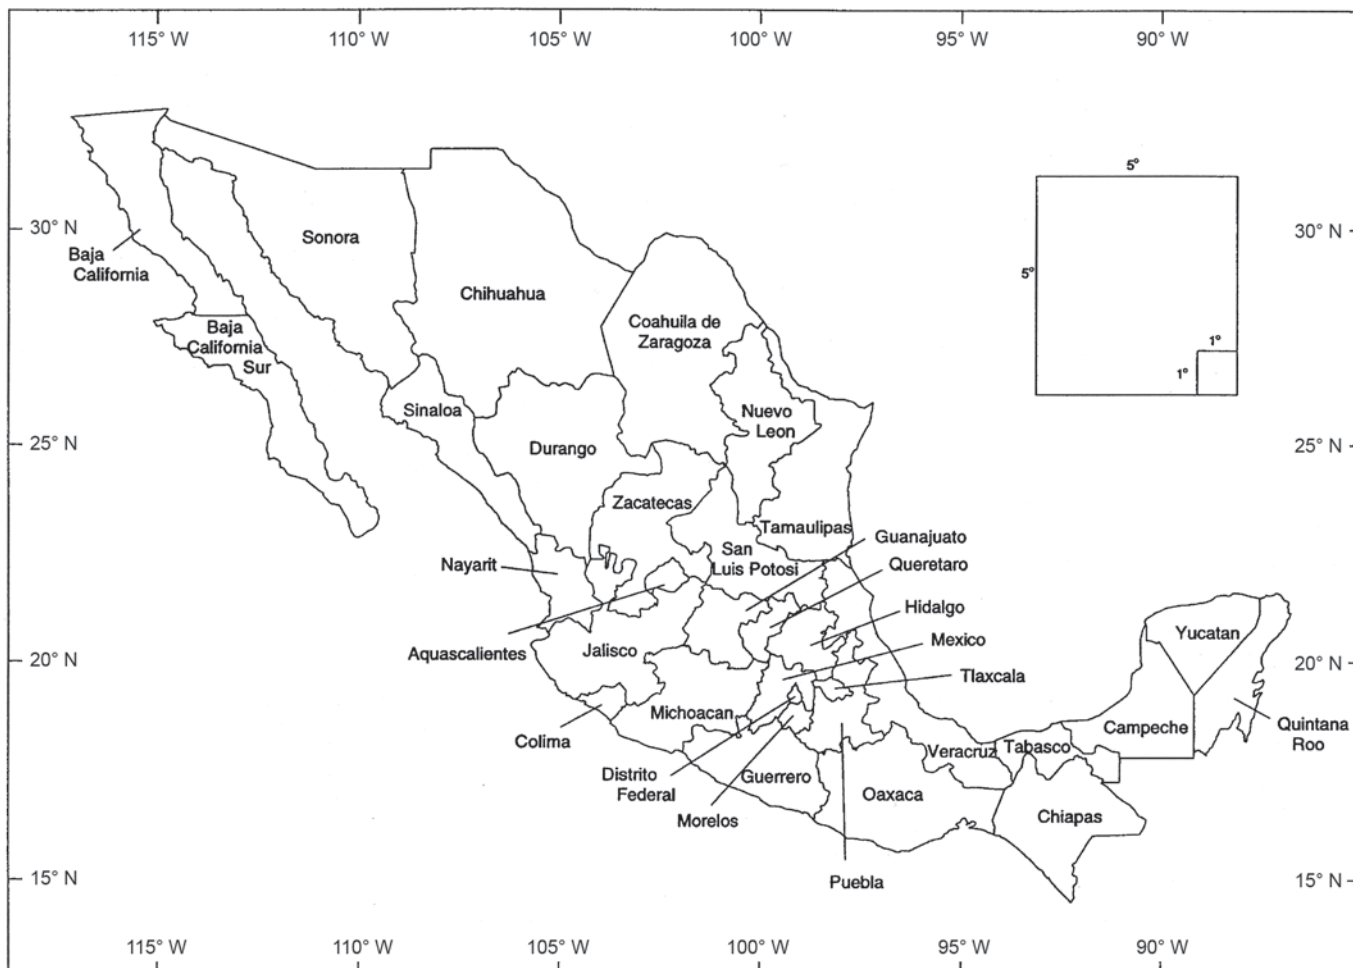 115° W
110° W
105° W
100° W
95° W
90° W
5°
30° N
30° N
Sonora
Baja
California
Chihuahua
5°
Coahuila de
Zaragoza
Baja
California
Sur
1°
1°
Sinaloa
Nuevo
Leon
25° N
25° N
Durango
Zacatecas
Tamaulipas
Guanajuato
San
Luis Potosi
Nayarit
Queretaro
Hidalgo
Mexico
Yucatan
Aquascalientes
Jalisco
20° N
20° N
Tlaxcala
Michoacan
Colima
Campeche
Quintana
Roo
Veracruz
Tabasco
Distrito
Federal
Guerrero
Oaxaca
Morelos
Chiapas
Puebla
15° N
15° N
115° W
110° W
105° W
100° W
95° W
90° W